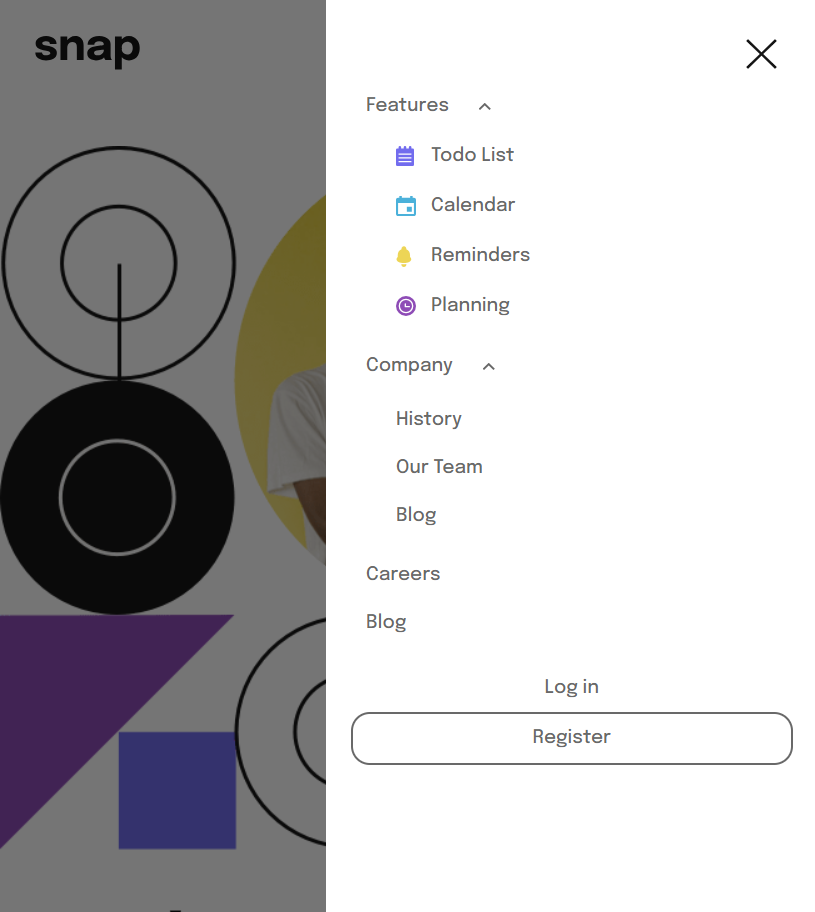 snap
Features
Todo List
Calendar
Reminders
Planning
Company
History
Our Team
Blog
Careers
Blog
Log in
Register